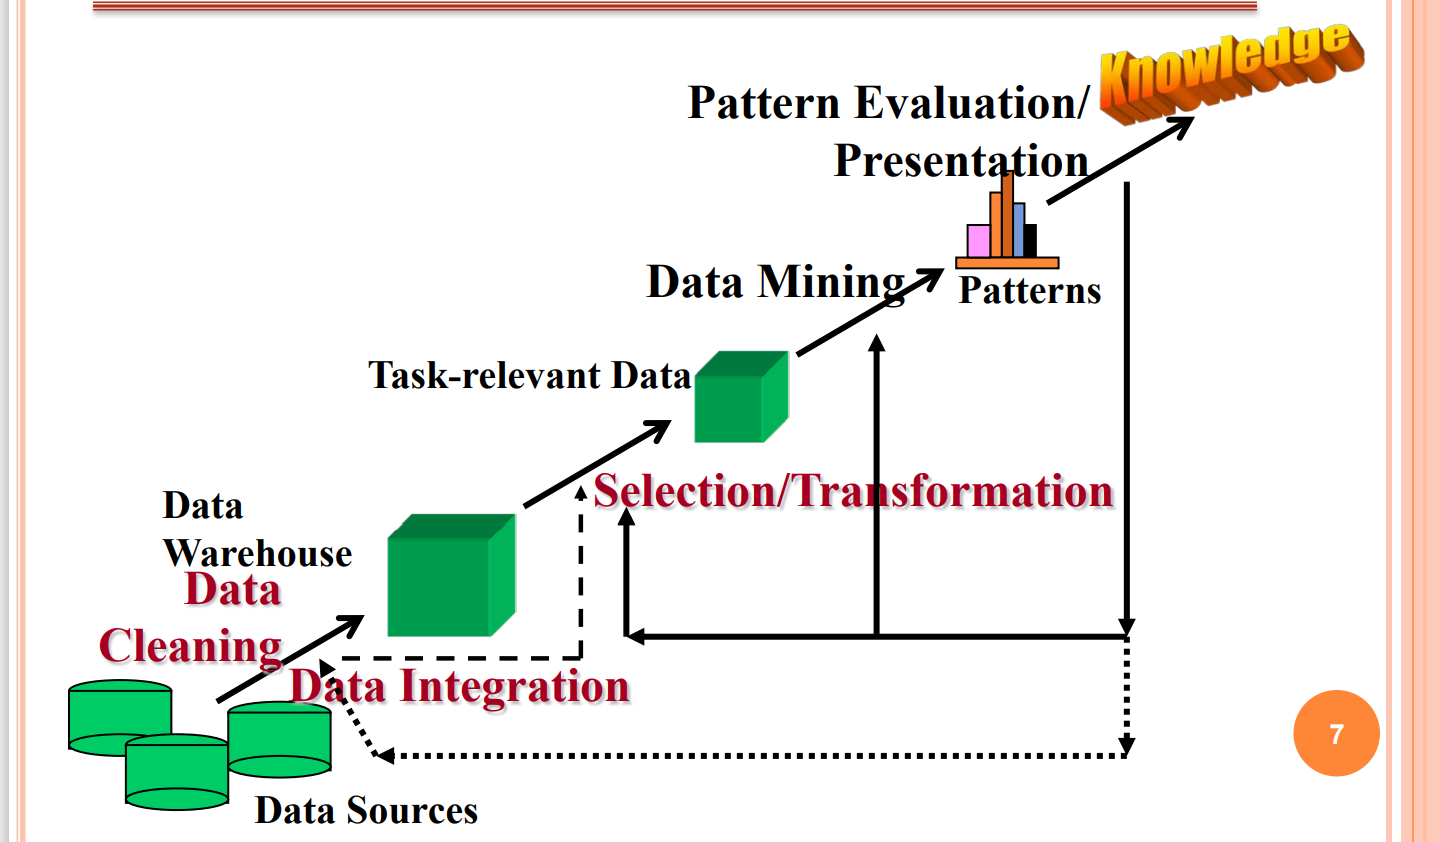 Knowledge
Pattern Evaluation/
Presentation
Data Mining
Patterns
Task-relevant Data
Selection/Transformation
Data
Warehouse
Data
Cleaning
Data Integration
7
Data Sources